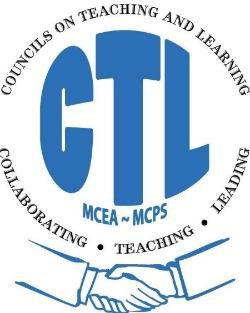 COUNCILS ON TEACHING AND LEARNING
CTL
MCEA ~ MCPS
COLLABORATING • TEACHING • LEADING